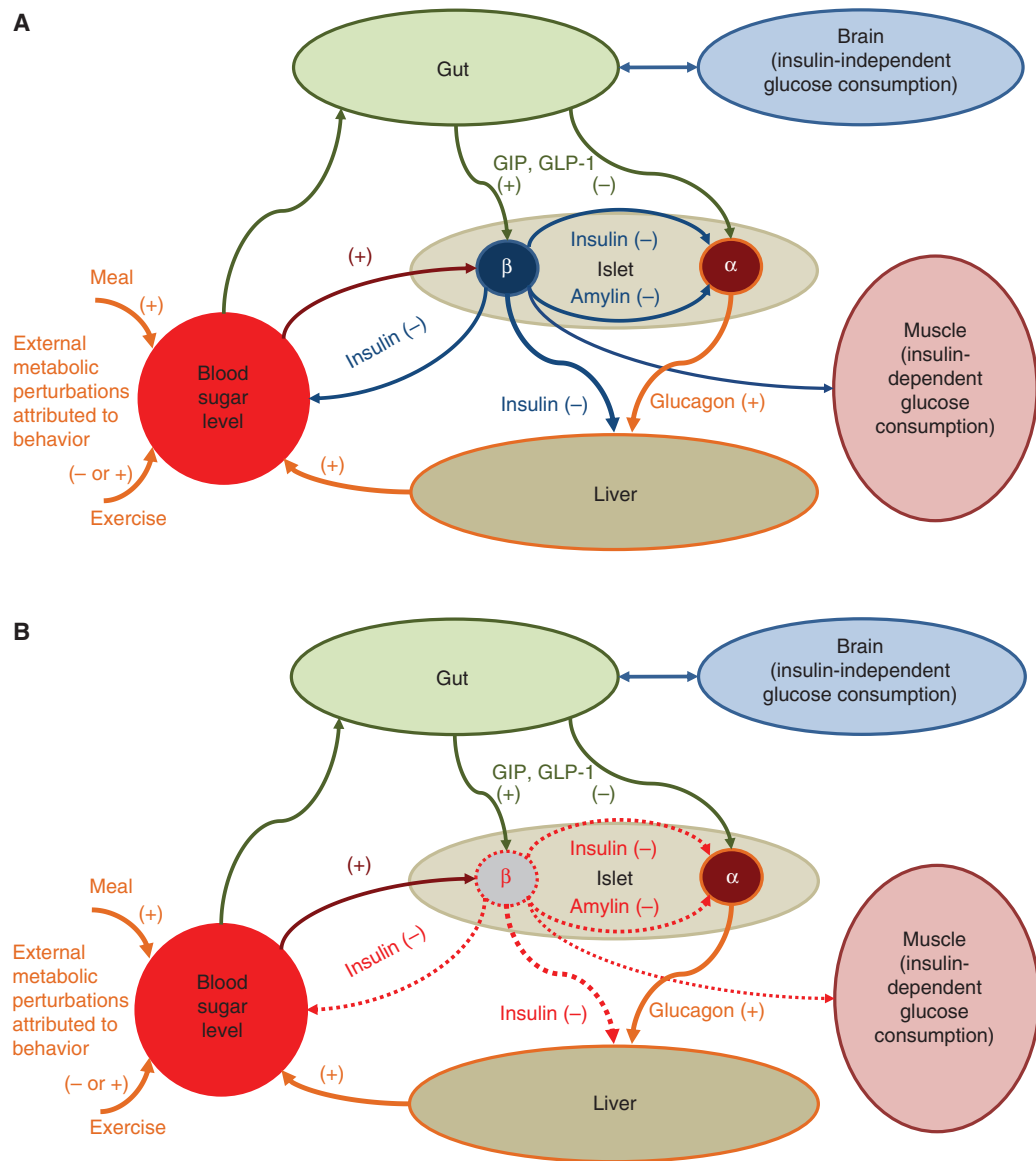 A
Gut
Brain
(insulin-independent
glucose consumption)
GIP, GLP-1
(+)
(–)
Insulin (–)
β
Islet
α
Amylin (–)
(+)
Meal
(+)
External
metabolic
perturbations
attributed to
behavior
(– or +)
Exercise
Blood
sugar
level
Insulin (–)
Insulin (–)
Glucagon (+)
(+)
Liver
Muscle
(insulin-
dependent
glucose
consumption)
B
Gut
Brain
(insulin-independent
glucose consumption)
GIP, GLP-1
(+)
(–)
Insulin (–)
β
Islet
α
Amylin (–)
(+)
Meal
(+)
External
metabolic
perturbations
attributed to
behavior
(– or +)
Exercise
Blood
sugar
level
Insulin (–)
Insulin (–)
Glucagon (+)
(+)
Liver
Muscle
(insulin-
dependent
glucose
consumption)